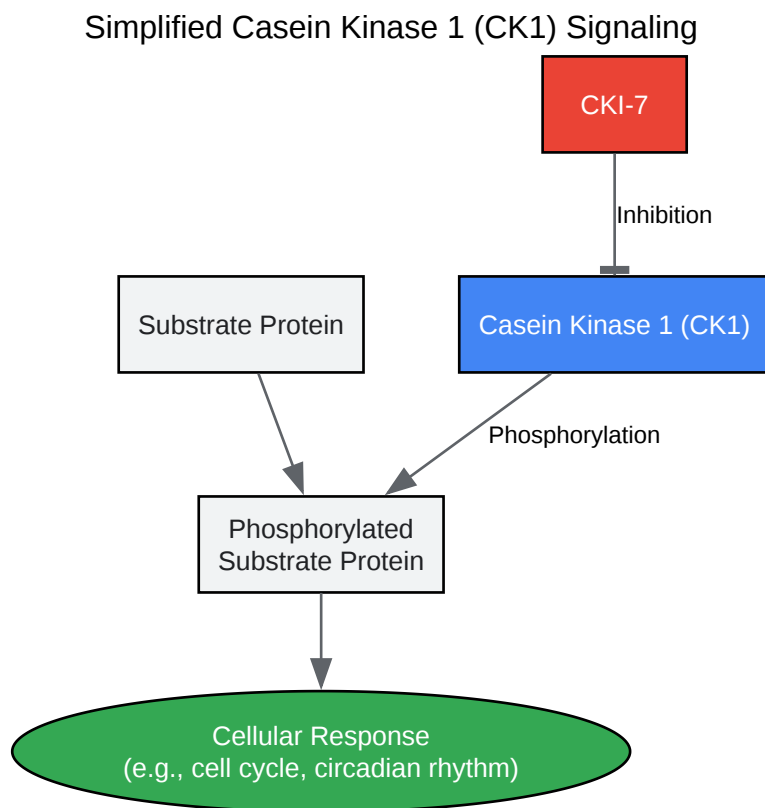 Simplified Casein Kinase 1 (CK1) Signaling
CKI-7
Inhibition
Substrate Protein
Casein Kinase 1 (CK1)
Phosphorylation
Phosphorylated
Substrate Protein
Cellular Response
(e.g., cell cycle, circadian rhythm)